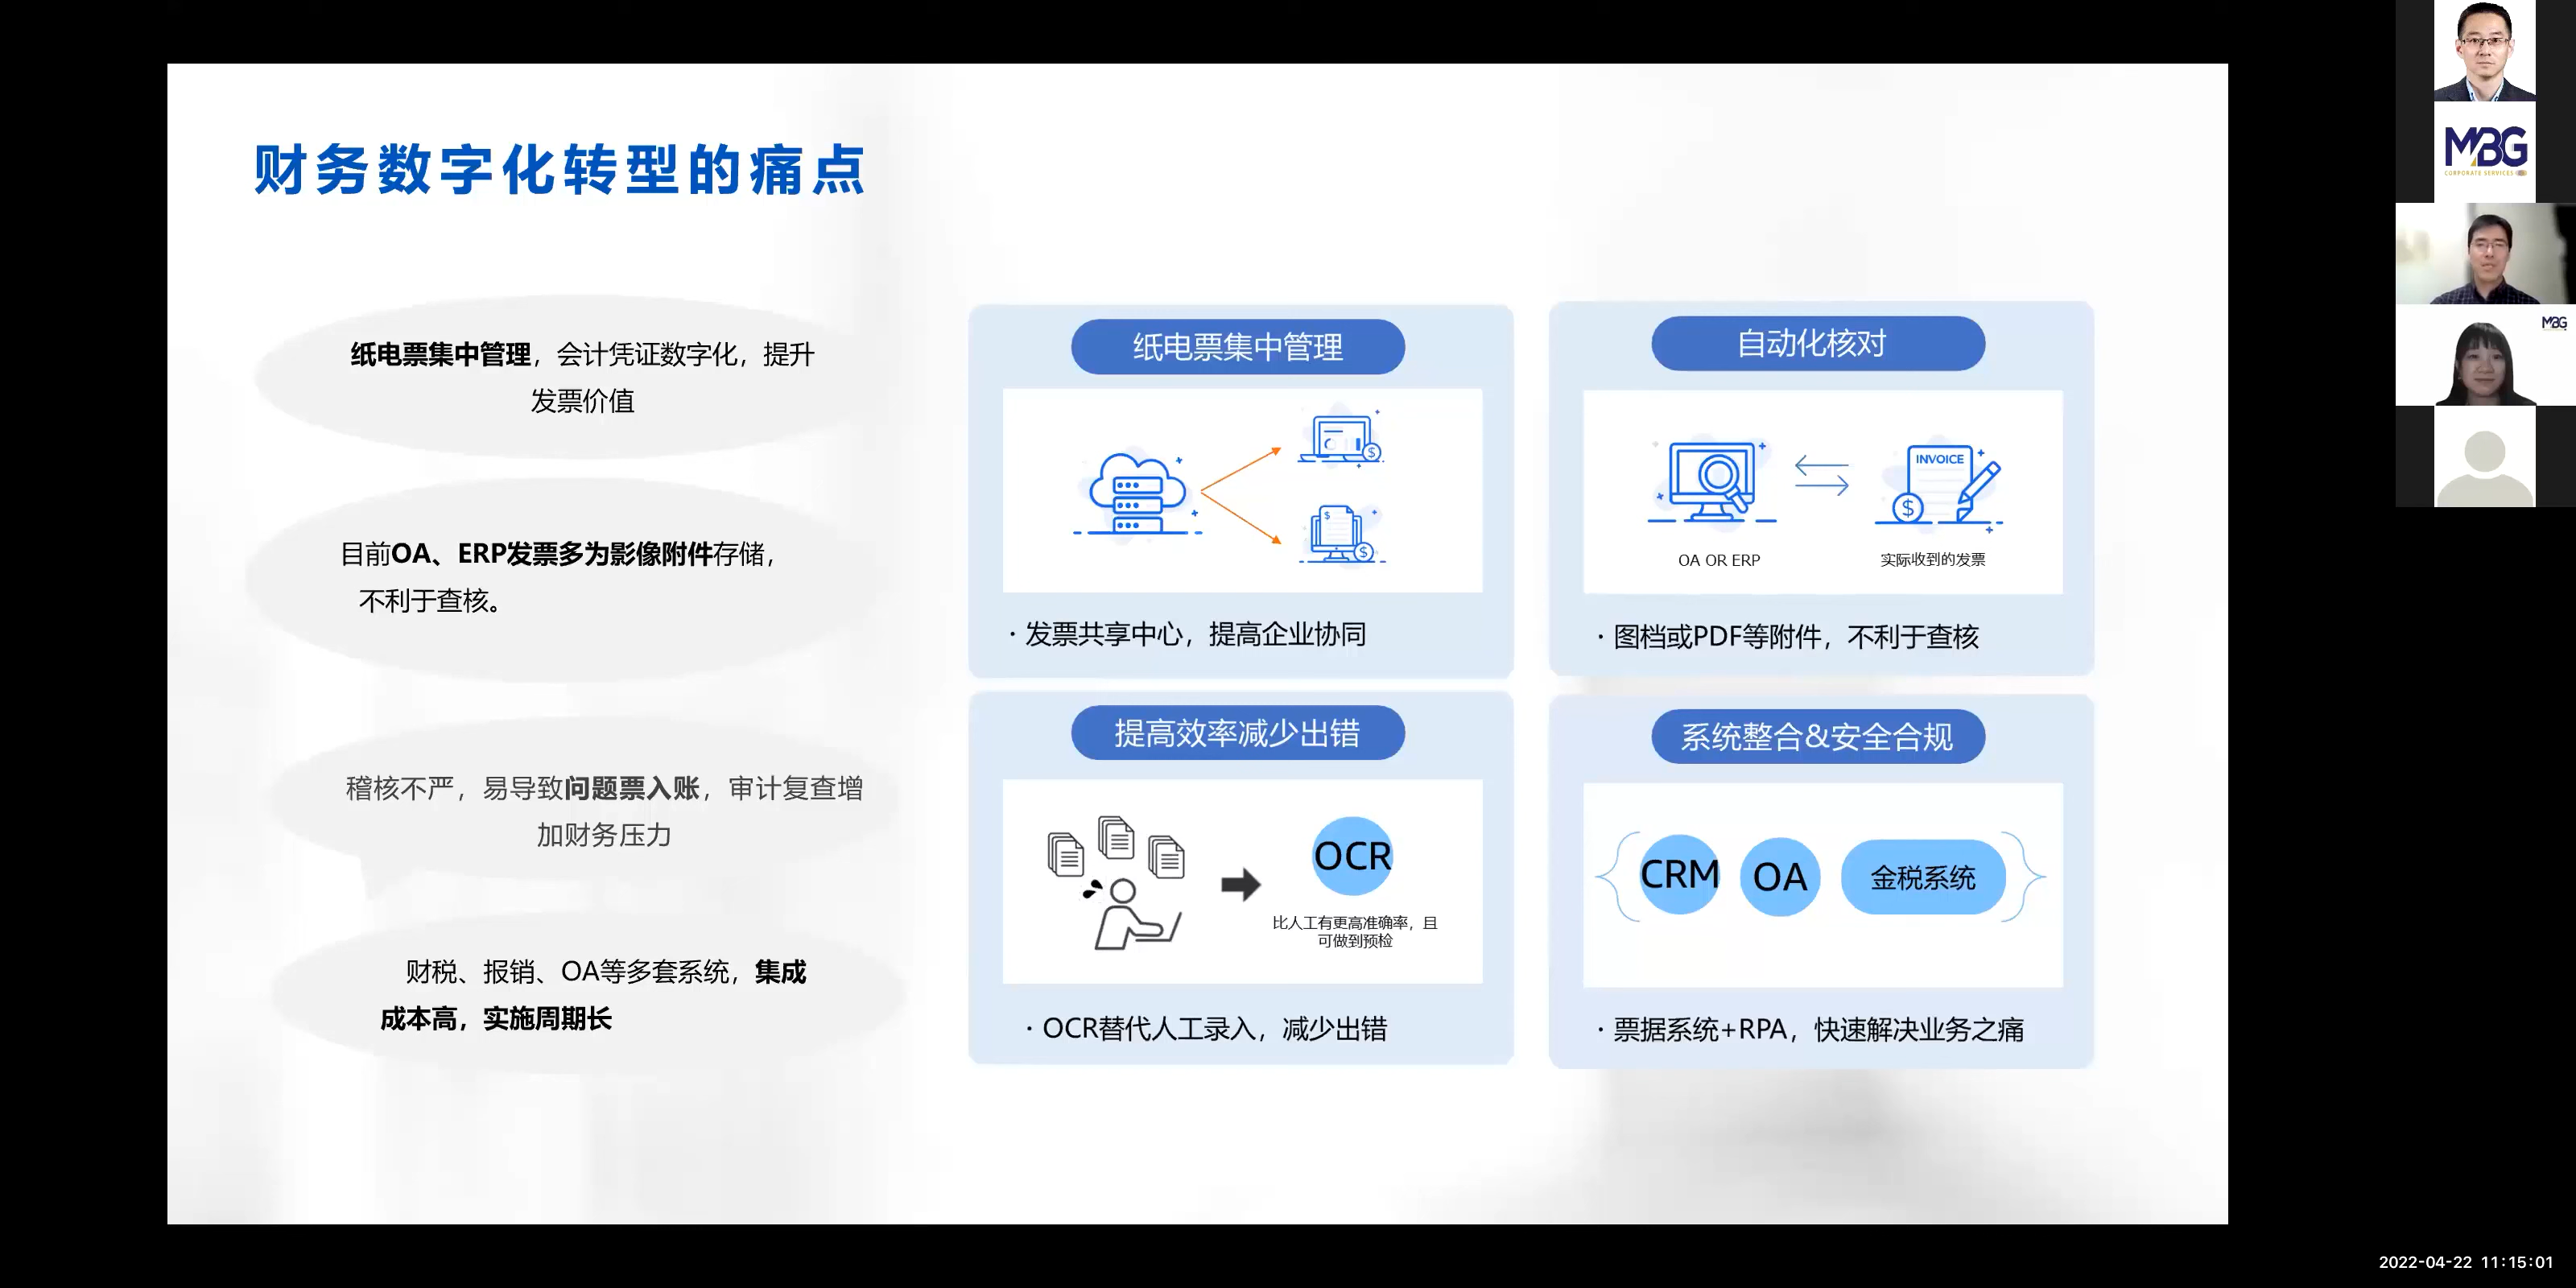 财务数字化转型的痛点
纸电票集中管理，会计凭证数字化，提升
发票价值
目前OA、ERP发票多为影像附件存储，
不利于查核。
稽核不严，易导致问题票入账，审计复查增
加财务压力
财税、报销、OA等多套系统，集成
成本高，实施周期长
纸电票集中管理
$
$
$
·发票共享中心，提高企业协同
自动化核对
INVOICE
$
OA OR ERP
实际收到的发票
·图档或PDF等附件，不利于查核
提高效率减少出错
OCR
比人工有更高准确率，且
可做到预检
·OCR替代人工录入，减少出错
系统整合&安全合规
CRM
OA
金税系统
·票据系统+RPA，快速解决业务之痛
MBG
CORPORATE SERVICES
MBG
2022-04-22 11:15:01